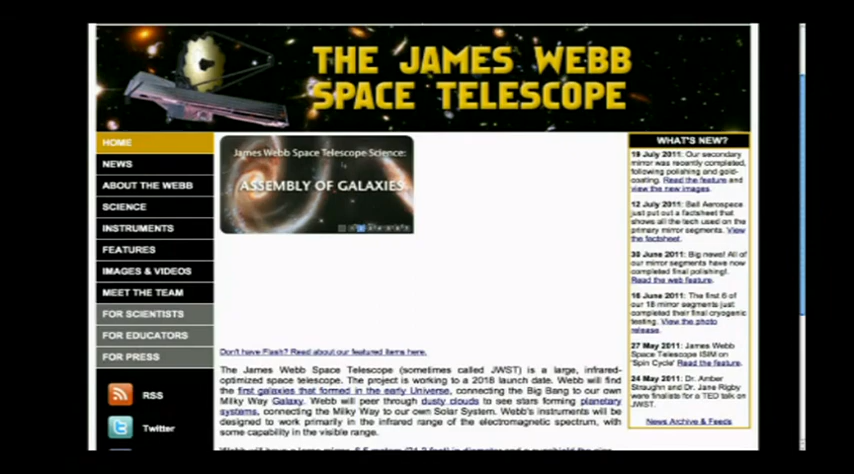 THE JAMES WEBB
SPACE TELESCOPE
HOME
NEWS
ABOUT THE WEBB
SCIENCE
INSTRUMENTS
FEATURES
IMAGES & VIDEOS
MEET THE TEAM
FOR SCIENTISTS
FOR EDUCATORS
FOR PRESS
RSS
Twitter
James Webb Space Telescope Science:
ASSEMBLY OF GALAXIES
Don't have Flash? Read about our featured items here.
The James Webb Space Telescope (sometimes called JWST) is a large, infrared-
optimized space telescope. The project is working to a 2018 launch date. Webb will find
the first galaxies that formed in the early Universe, connecting the Big Bang to our own
Milky Way Galaxy. Webb will peer through dusty clouds to see stars forming planetary
systems, connecting the Milky Way to our own Solar System. Webb's instruments will be
designed to work primarily in the infrared range of the electromagnetic spectrum, with
some capability in the visible range.
WHAT'S NEW?
19 July 2011: Our secondary
mirror was recently completed,
following polishing and gold-
coating. Read the feature and
view the new images.
12 July 2011: Ball Aerospace
just put out a factsheet that
shows all the tech used on the
primary mirror segments. View
the factsheet.
30 June 2011: Big news! All of
our mirror segments have now
completed final polishing!
Read the web feature.
16 June 2011: The first 6 of
our 18 mirror segments just
completed their final cryogenic
testing. View the photo
release.
27 May 2011: James Webb
Space Telescope ISIM on
'Spin Cycle' Read the feature.
24 May 2011: Dr. Amber
Straughn and Dr. Jane Rigby
were finalists for a TED talk on
JWST.
News Archive & Feeds